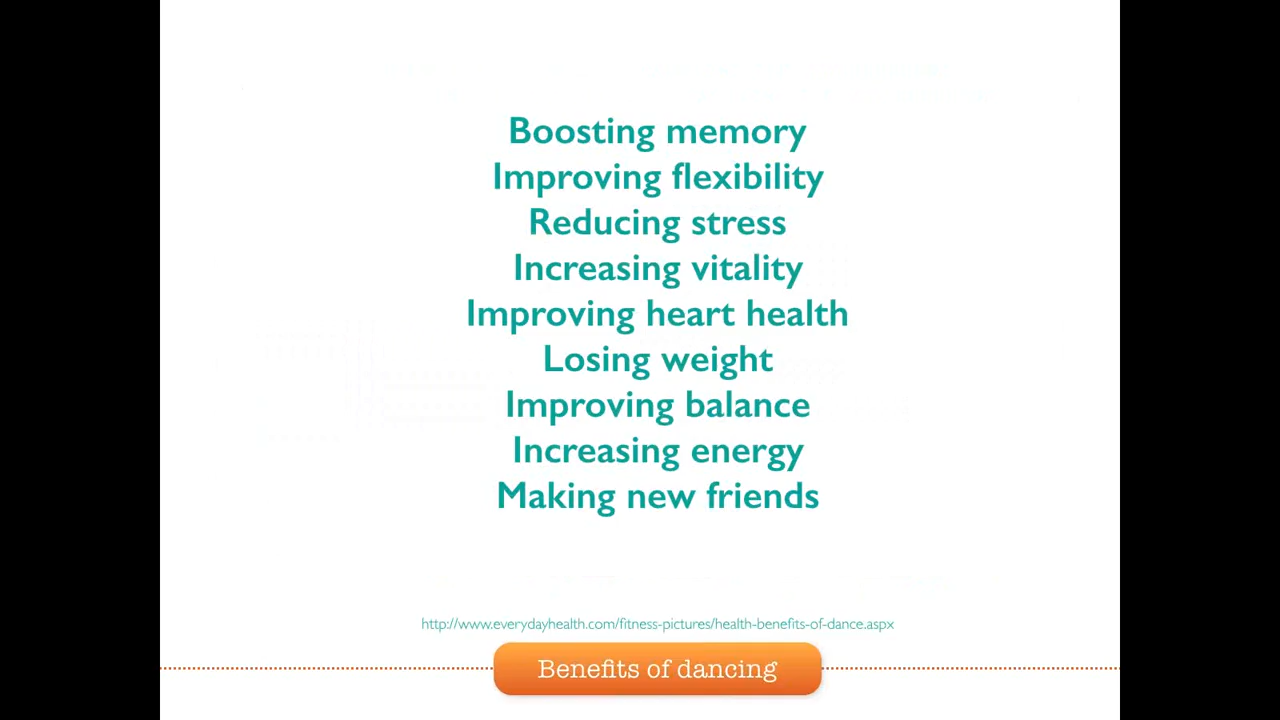 Boosting memory
Improving flexibility
Reducing stress
Increasing vitality
Improving heart health
Losing weight
Improving balance
Increasing energy
Making new friends
http://www.everydayhealth.com/fitness-pictures/health-benefits-of-dance.aspx
Benefits of dancing